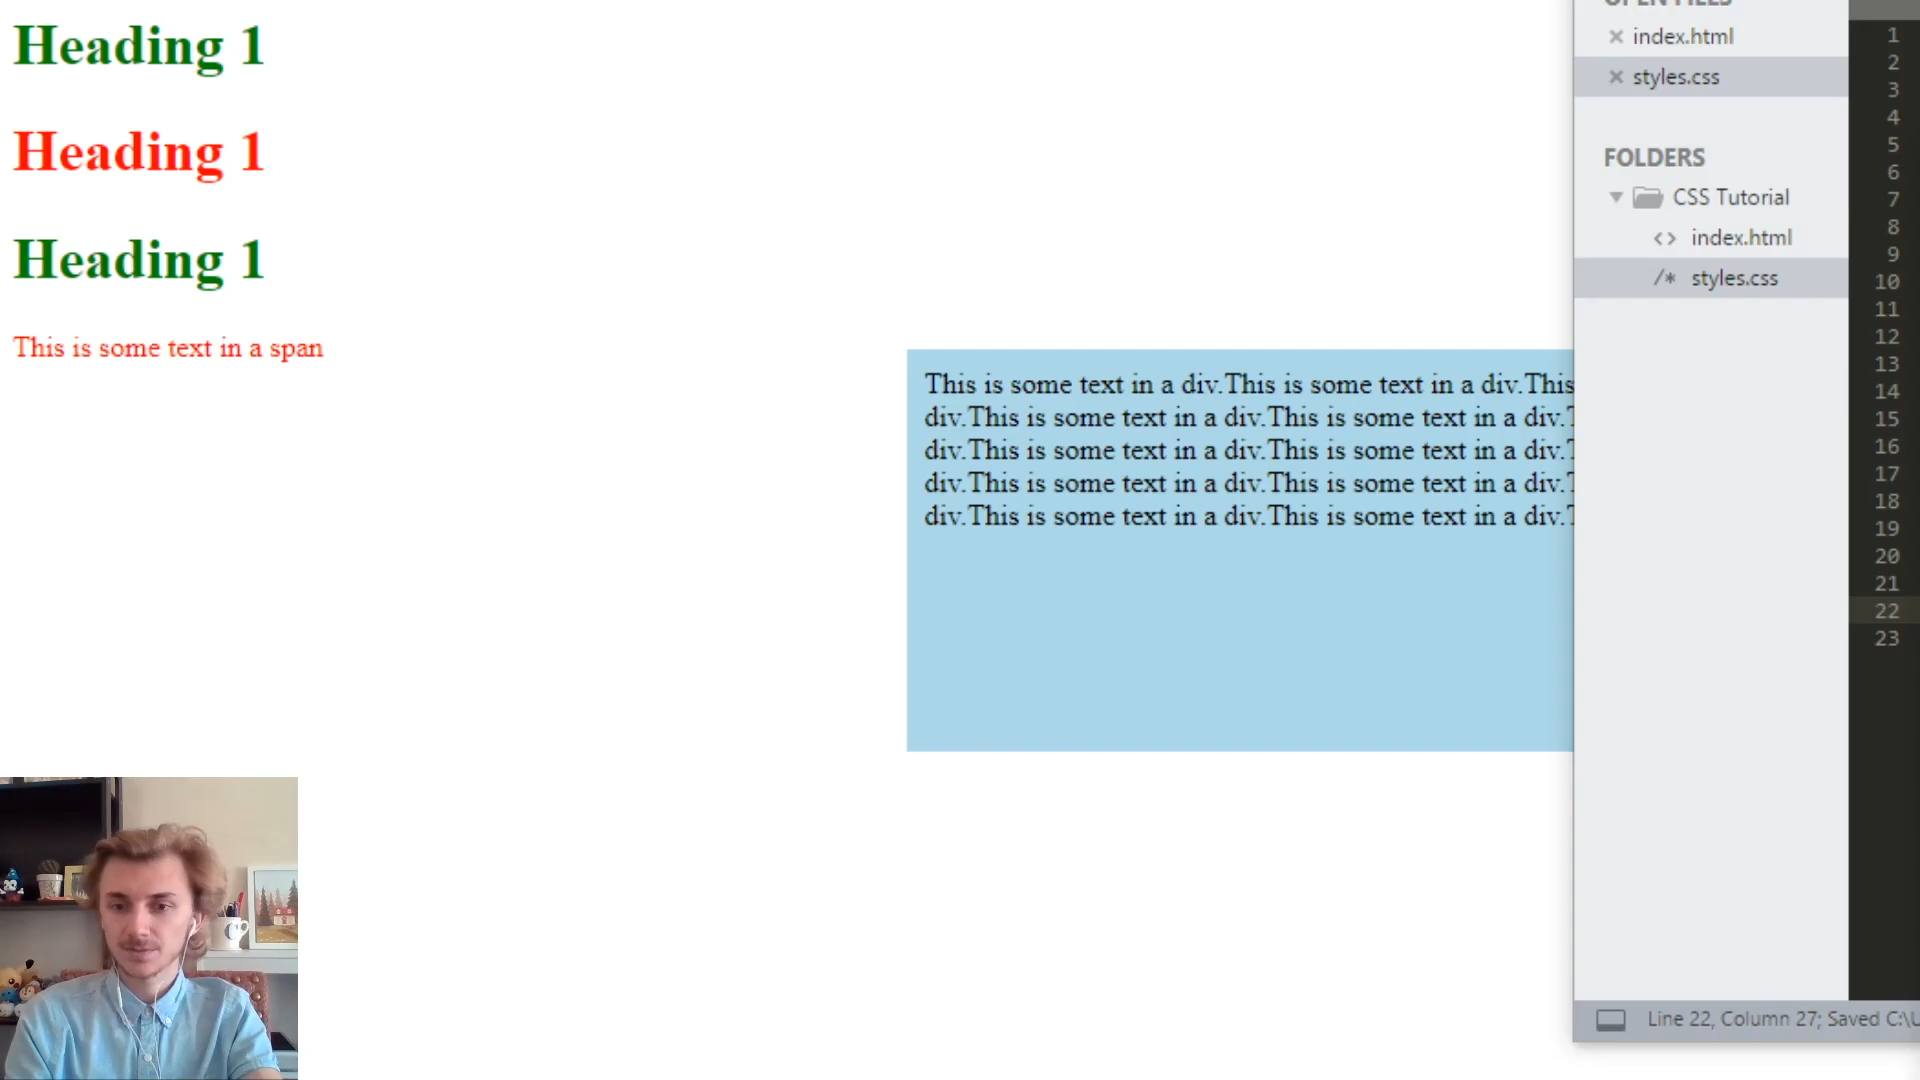 Heading 1
Heading 1
Heading 1
This is some text in a span
This is some text in a div.This is some text in a div.This
div.This is some text in a div.This is some text in a div.
div.This is some text in a div.This is some text in a div.
div.This is some text in a div.This is some text in a div.
div.This is some text in a div.This is some text in a div.
index.html
styles.css
FOLDERS
CSS Tutorial
<> index.html
/* styles.css
1
2
3
4
5
6
7
8
9
10
11
12
13
14
15
16
17
18
19
20
21
22
23
Line 22, Column 27; Saved C:\U